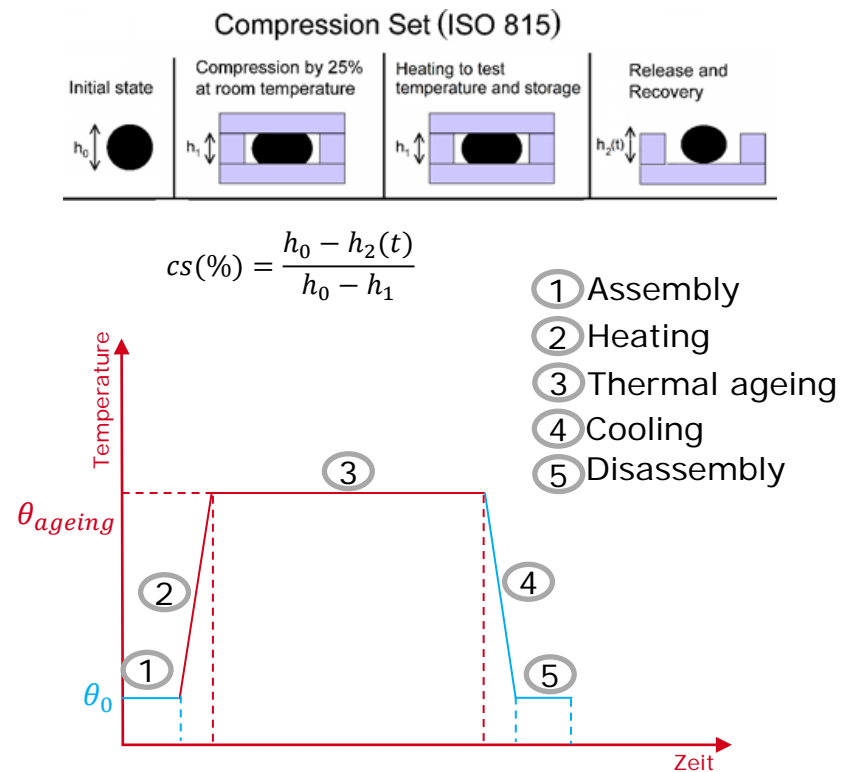 Compression Set (ISO 815)
Initial state
h0
Compression by 25%
at room temperature
h1
Heating to test
temperature and storage
h1
Release and
Recovery
h2(t)
cs(%) = (h0 − h2(t)) / (h0 − h1)
1 Assembly
2 Heating
3 Thermal ageing
4 Cooling
5 Disassembly
Temperature
θageing
θ0
1
2
3
4
5
Zeit